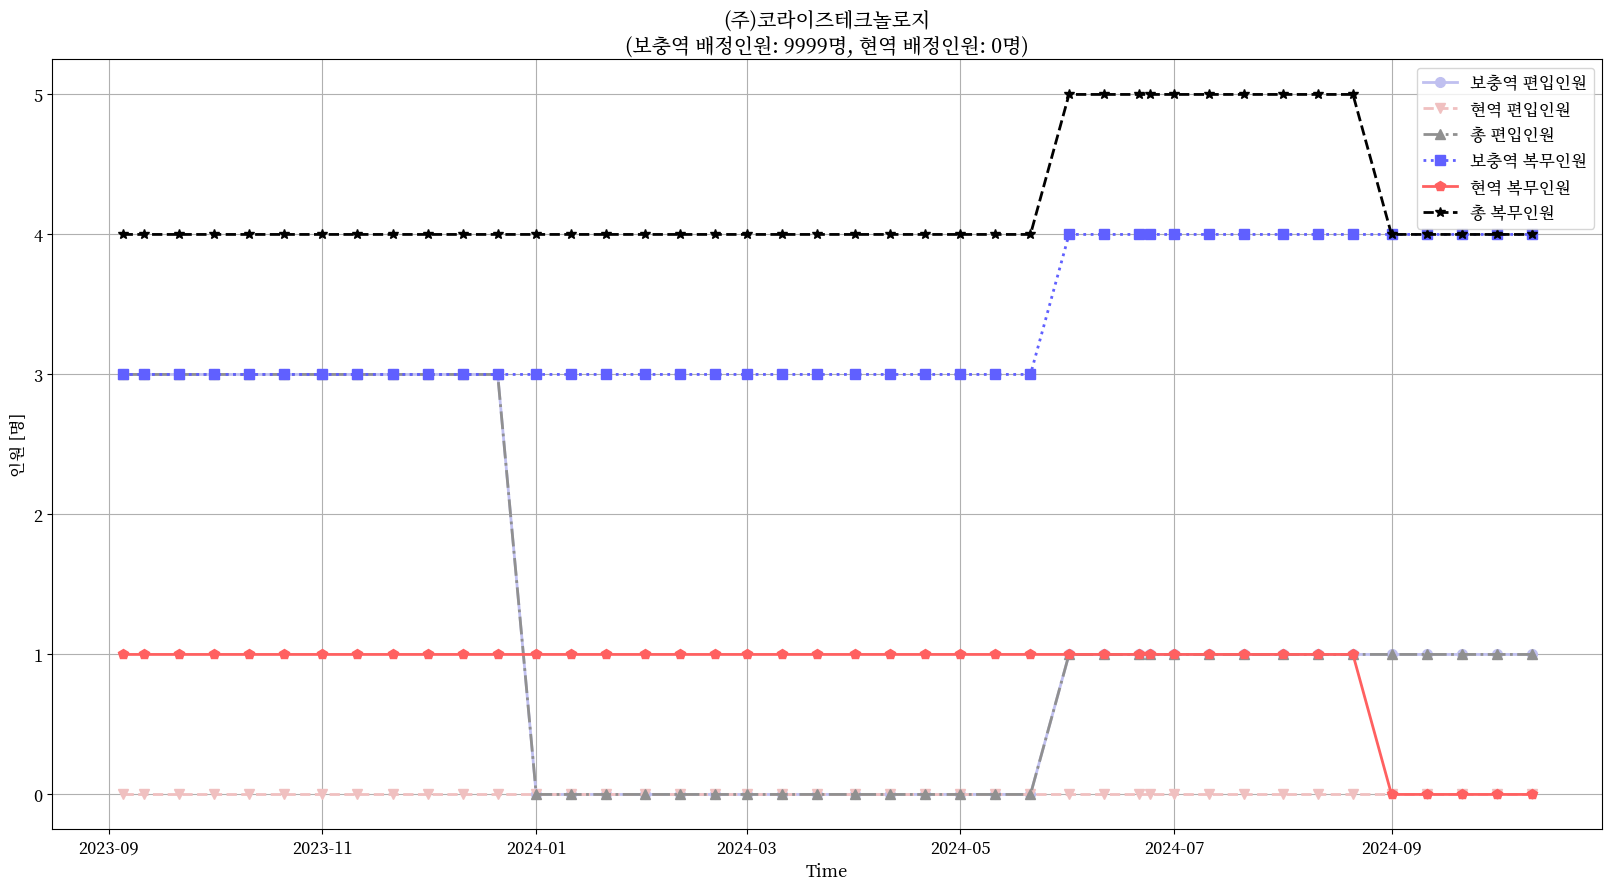 (주)코라이즈테크놀로지
(보충역 배정인원: 9999명, 현역 배정인원: 0명)
보충역 편입인원
현역 편입인원
총 편입인원
보충역 복무인원
현역 복무인원
총 복무인원
인원 [명]
5
4
3
2
1
0
2023-09
2023-11
2024-01
2024-03
2024-05
2024-07
2024-09
Time